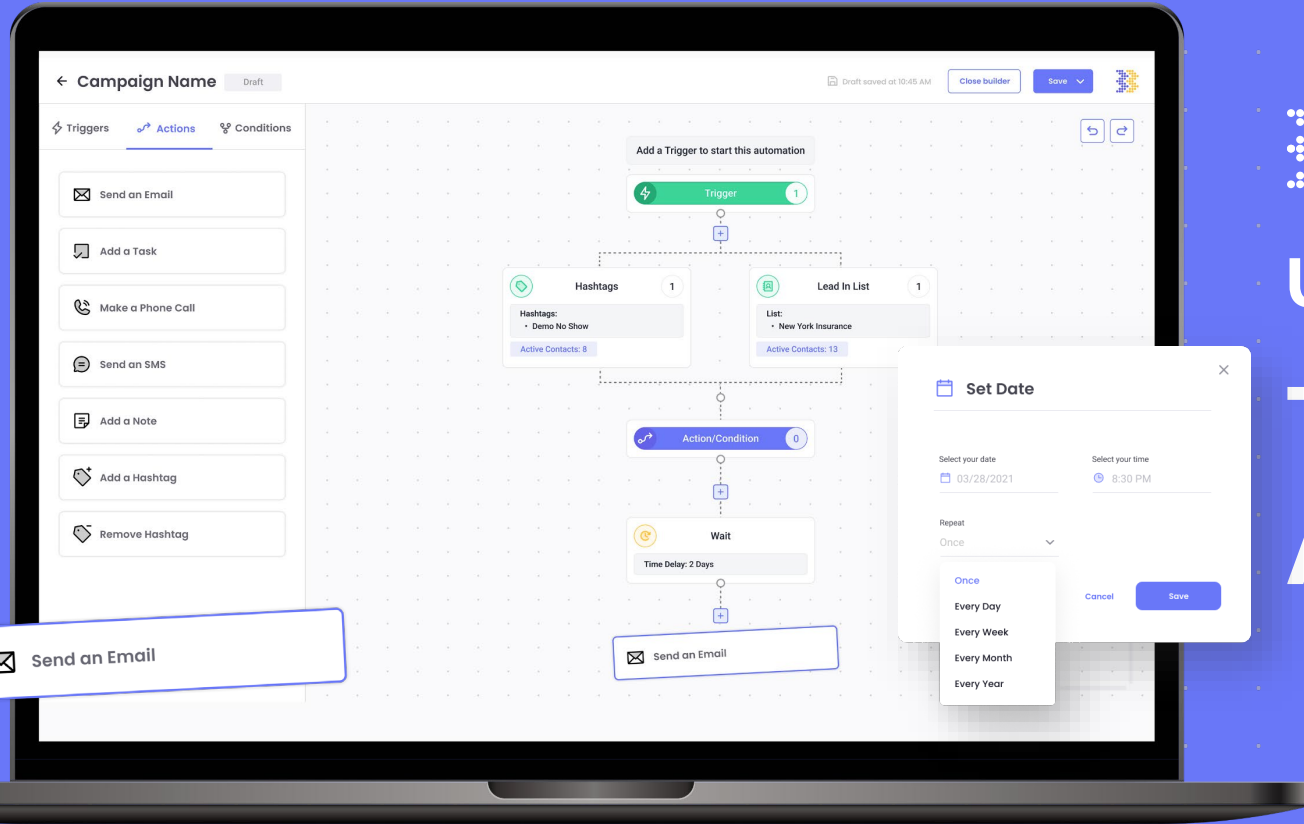 Campaign Name
Draft
Draft saved at 10:45 AM
Close builder
Save
Triggers
Actions
Conditions
Send an Email
Add a Task
Make a Phone Call
Send an SMS
Add a Note
Add a Hashtag
Remove Hashtag
Send an Email
Add a Trigger to start this automation
Trigger
1
Hashtags
1
Hashtags:
• Demo No Show
Active Contacts: 8
Lead In List
1
List:
• New York Insurance
Active Contacts: 13
Action/Condition
0
Wait
Time Delay: 2 Days
Send an Email
Set Date
Select your date
03/28/2021
Select your time
8:30 PM
Repeat
Once
Once
Every Day
Every Week
Every Month
Every Year
Cancel
Save